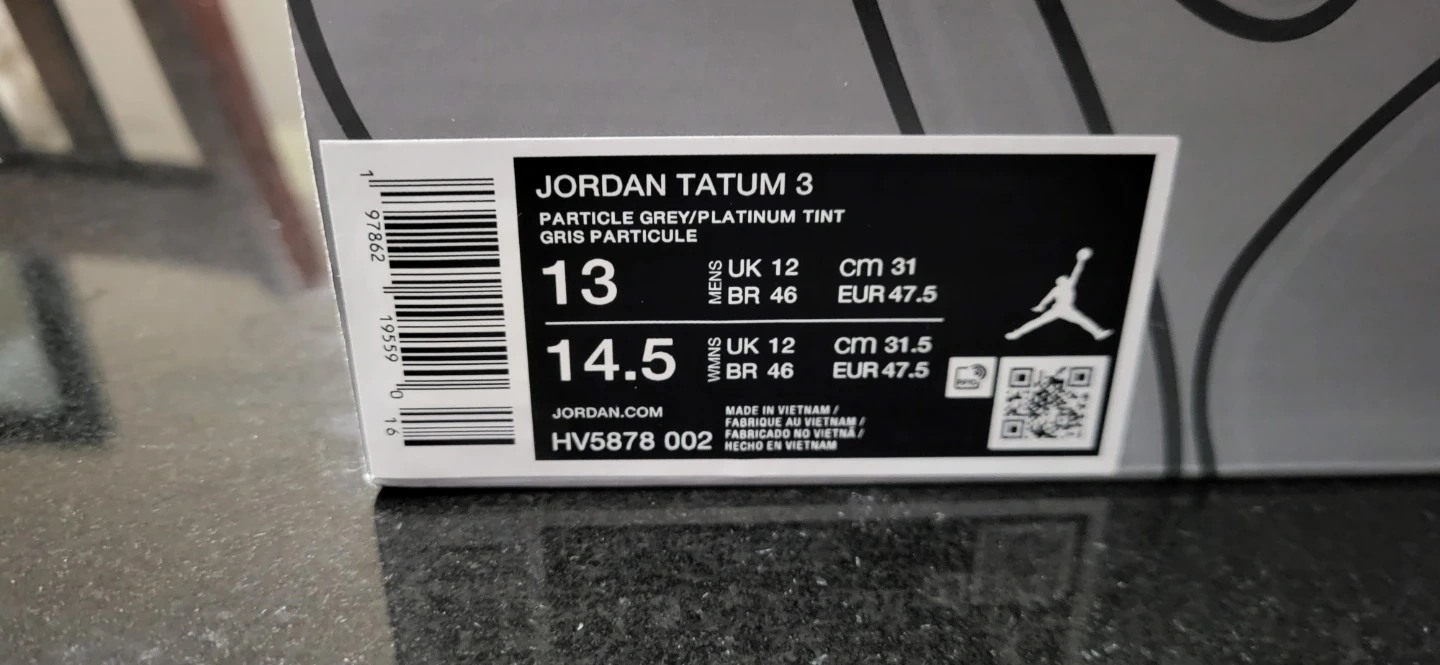 1 97862 19559 0 16
JORDAN TATUM 3
PARTICLE GREY/PLATINUM TINT
GRIS PARTICULE
13 MENS UK 12 cm 31
BR 46 EUR 47.5
14.5 WMNS UK 12 cm 31.5
BR 46 EUR 47.5
RFID
JORDAN.COM
HV5878 002
MADE IN VIETNAM /
FABRIQUE AU VIETNAM /
FABRICADO NO VIETNÃ /
HECHO EN VIETNAM